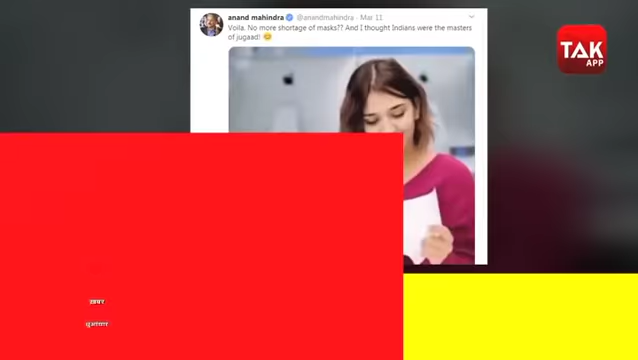 anand mahindra @anandmahindra · Mar 11
Voila. No more shortage of masks?? And I thought Indians were the masters
of jugaad!
TAK
APP
ख़बर
धुआंधार